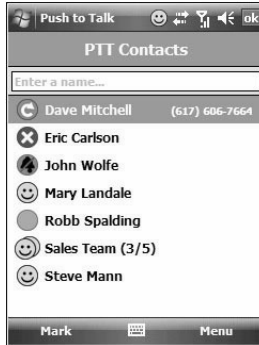 Push to Talk
ok
PTT Contacts
Enter a name...
Dave Mitchell (617) 606-7664
Eric Carlson
John Wolfe
Mary Landale
Robb Spalding
Sales Team (3/5)
Steve Mann
Mark Menu